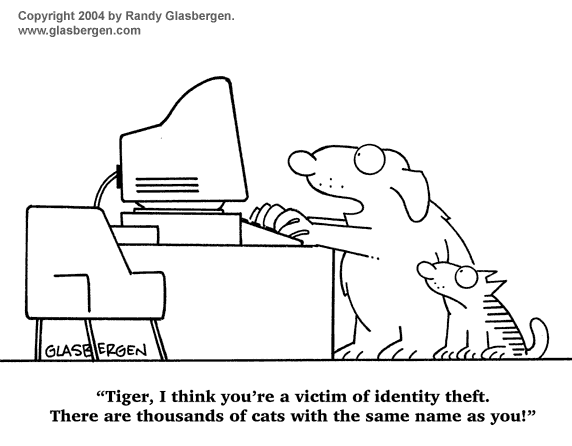 Copyright 2004 by Randy Glasbergen.
www.glasbergen.com
GLASBERGEN
“Tiger, I think you’re a victim of identity theft.
There are thousands of cats with the same name as you!”